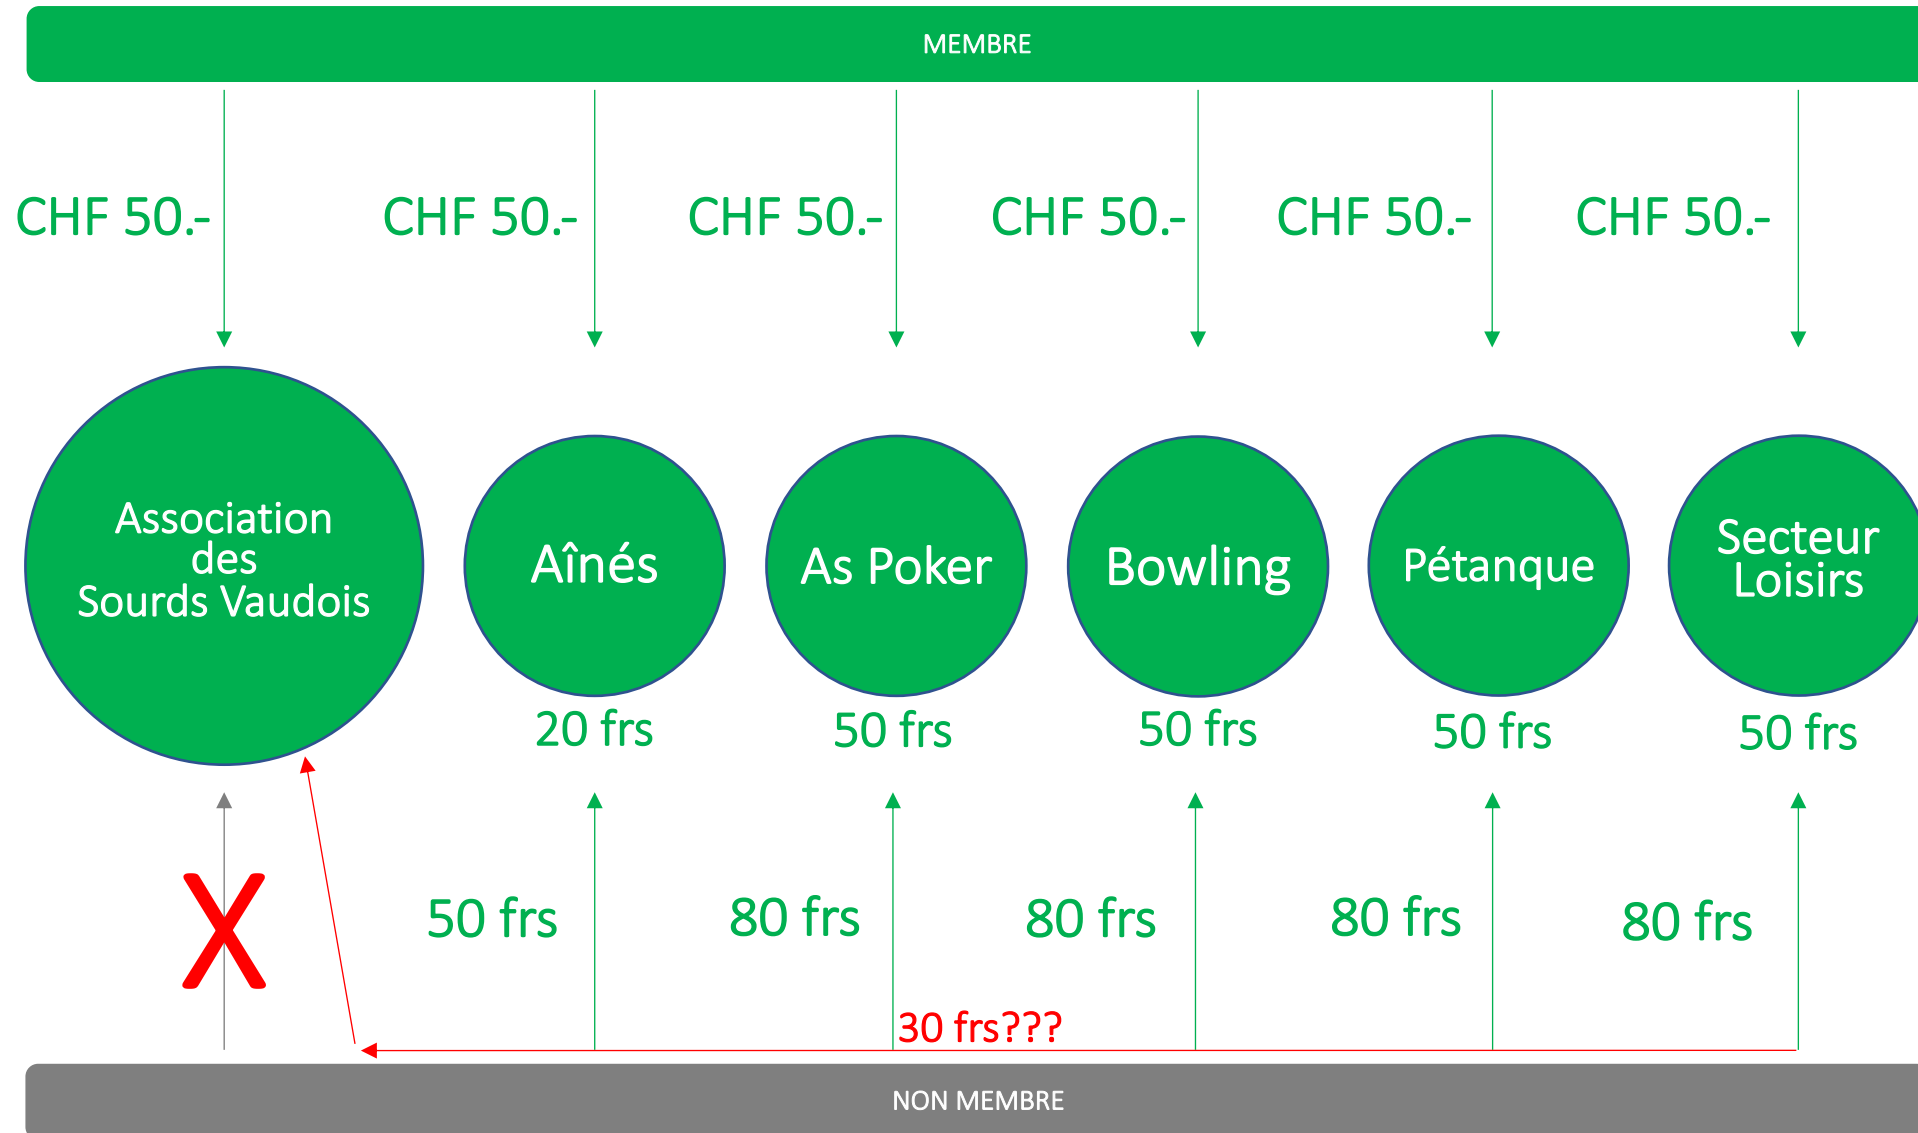 MEMBRE
CHF 50.-
CHF 50.-
CHF 50.-
CHF 50.-
CHF 50.-
CHF 50.-
Association
des
Sourds Vaudois
Aînés
As Poker
Bowling
Pétanque
Secteur
Loisirs
20 frs
50 frs
50 frs
50 frs
50 frs
X
50 frs
80 frs
80 frs
80 frs
80 frs
30 frs???
NON MEMBRE